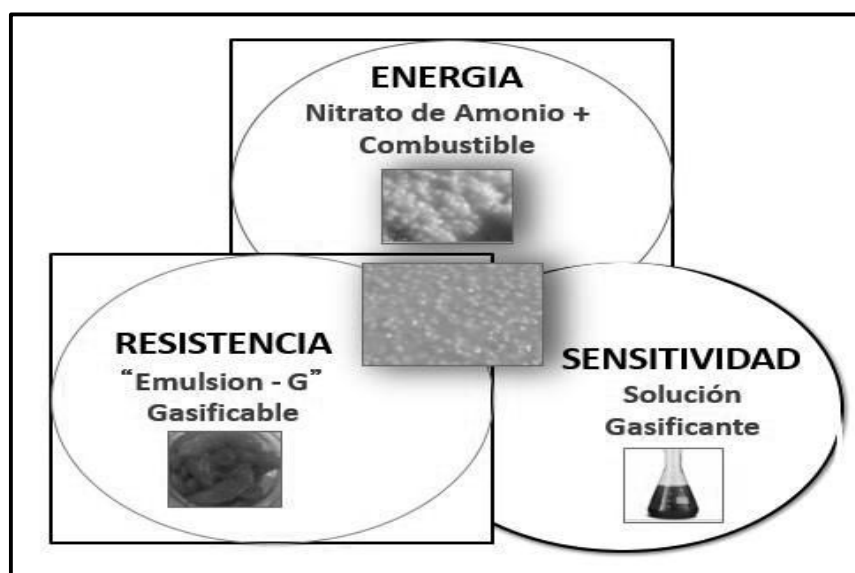 ENERGIA
Nitrato de Amonio +
Combustible
RESISTENCIA
“Emulsion - G”
Gasificable
SENSITIVIDAD
Solución
Gasificante